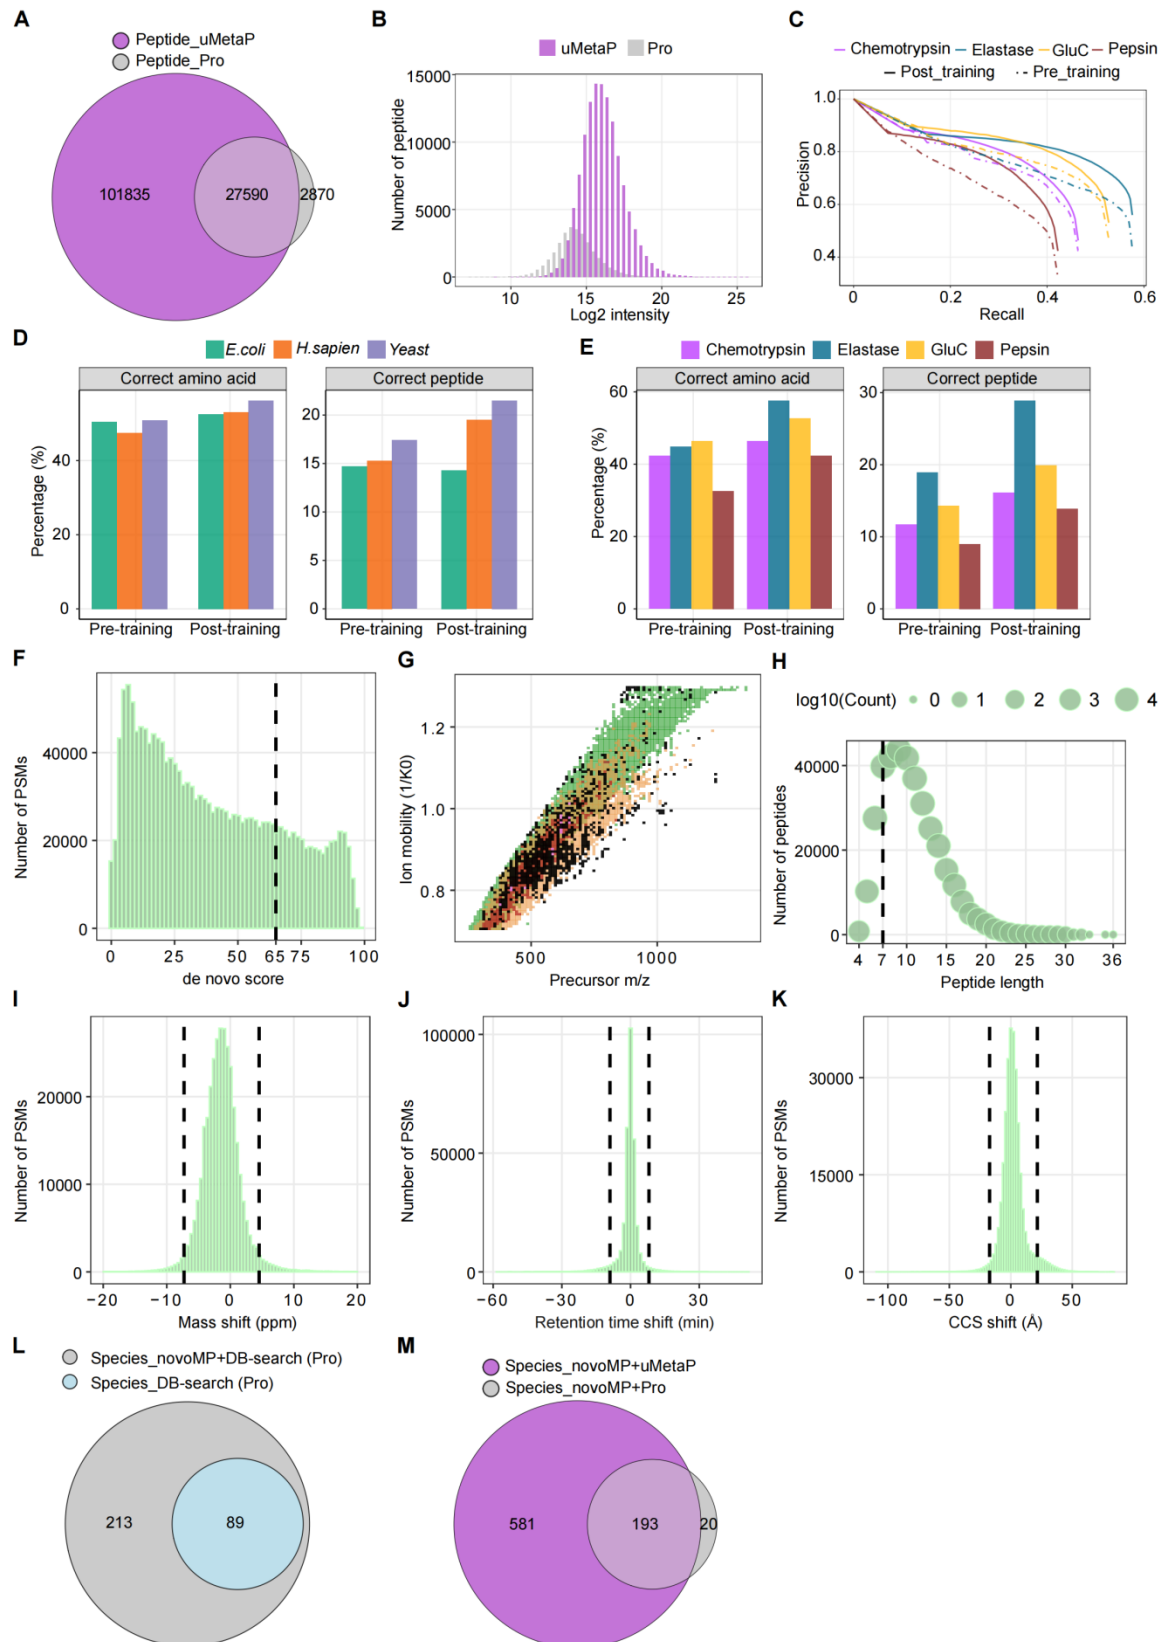 A
Peptide_uMetaP
Peptide_Pro
101835
27590
2870
B
uMetaP
Pro
15000
10000
5000
0
Number of peptide
10
15
20
25
Log2 intensity
C
Chemotrypsin
Elastase
GluC
Pepsin
Post_training
Pre_training
1.0
0.8
0.6
0.4
Precision
0
0.2
0.4
0.6
Recall
D
E.coli
H.sapien
Yeast
Correct amino acid
Correct peptide
Percentage (%)
40
20
0
20
15
10
5
0
Pre-training
Post-training
Pre-training
Post-training
E
Chemotrypsin
Elastase
GluC
Pepsin
Correct amino acid
Correct peptide
Percentage (%)
60
40
20
0
30
20
10
0
Pre-training
Post-training
Pre-training
Post-training
F
Number of PSMs
40000
20000
0
0
25
50
65
75
100
de novo score
G
Ion mobility (1/K0)
1.2
1.0
0.8
500
1000
Precursor m/z
H
log10(Count)
0
1
2
3
4
Number of peptides
40000
20000
0
4
7
10
15
20
25
30
36
Peptide length
I
Number of PSMs
20000
10000
0
−20
−10
0
10
20
Mass shift (ppm)
J
Number of PSMs
100000
50000
0
−60
−30
0
30
Retention time shift (min)
K
Number of PSMs
30000
15000
0
−100
−50
0
50
CCS shift (Å)
L
Species_novoMP+DB-search (Pro)
Species_DB-search (Pro)
213
89
M
Species_novoMP+uMetaP
Species_novoMP+Pro
581
193
20